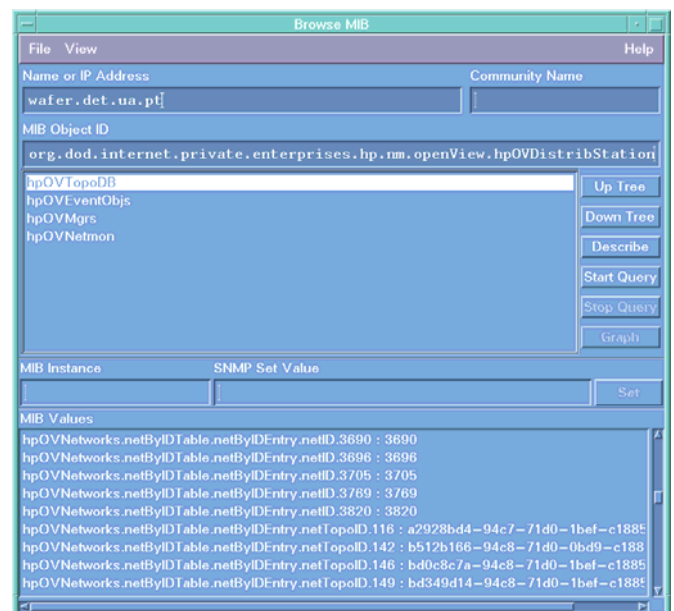 Browse MIB
File View Help
Name or IP Address Community Name
wafer.det.ua.pt
MIB Object ID
org.dod.internet.private.enterprises.hp.nm.openView.hpOVDistribStation
hpOVTopoDB
hpOVEventObjs
hpOVMgrs
hpOVNetmon
Up Tree
Down Tree
Describe
Start Query
Stop Query
Graph
MIB Instance SNMP Set Value
Set
MIB Values
hpOVNetworks.netByIDTable.netByIDEntry.netID.3690 : 3690
hpOVNetworks.netByIDTable.netByIDEntry.netID.3696 : 3696
hpOVNetworks.netByIDTable.netByIDEntry.netID.3705 : 3705
hpOVNetworks.netByIDTable.netByIDEntry.netID.3769 : 3769
hpOVNetworks.netByIDTable.netByIDEntry.netID.3820 : 3820
hpOVNetworks.netByIDTable.netByIDEntry.netTopoID.116 : a2928bd4-94c7-71d0-1bef-c1885
hpOVNetworks.netByIDTable.netByIDEntry.netTopoID.142 : b512b166-94c8-71d0-0bd9-c188
hpOVNetworks.netByIDTable.netByIDEntry.netTopoID.146 : bd0c8c7a-94c8-71d0-1bef-c1885
hpOVNetworks.netByIDTable.netByIDEntry.netTopoID.149 : bd349d14-94c8-71d0-1bef-c1885